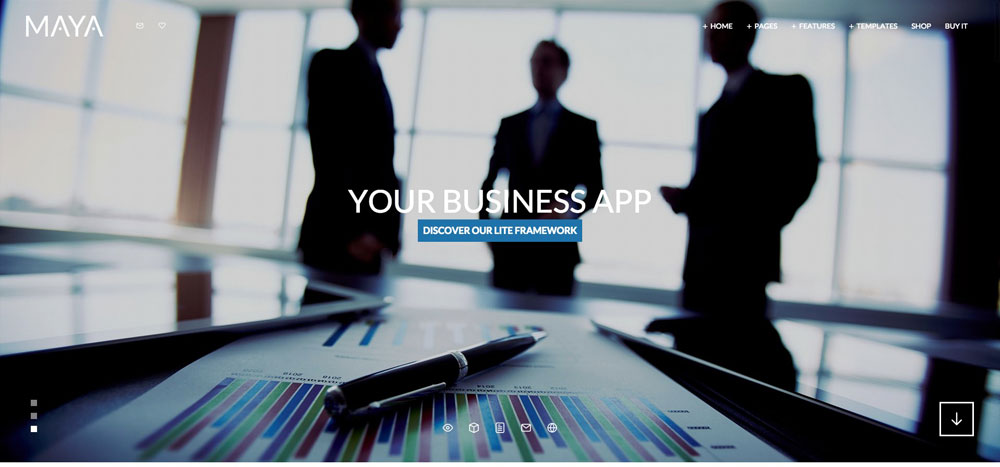 MAYA
+ HOME + PAGES + FEATURES + TEMPLATES SHOP BUY IT
YOUR BUSINESS APP
DISCOVER OUR LITE FRAMEWORK